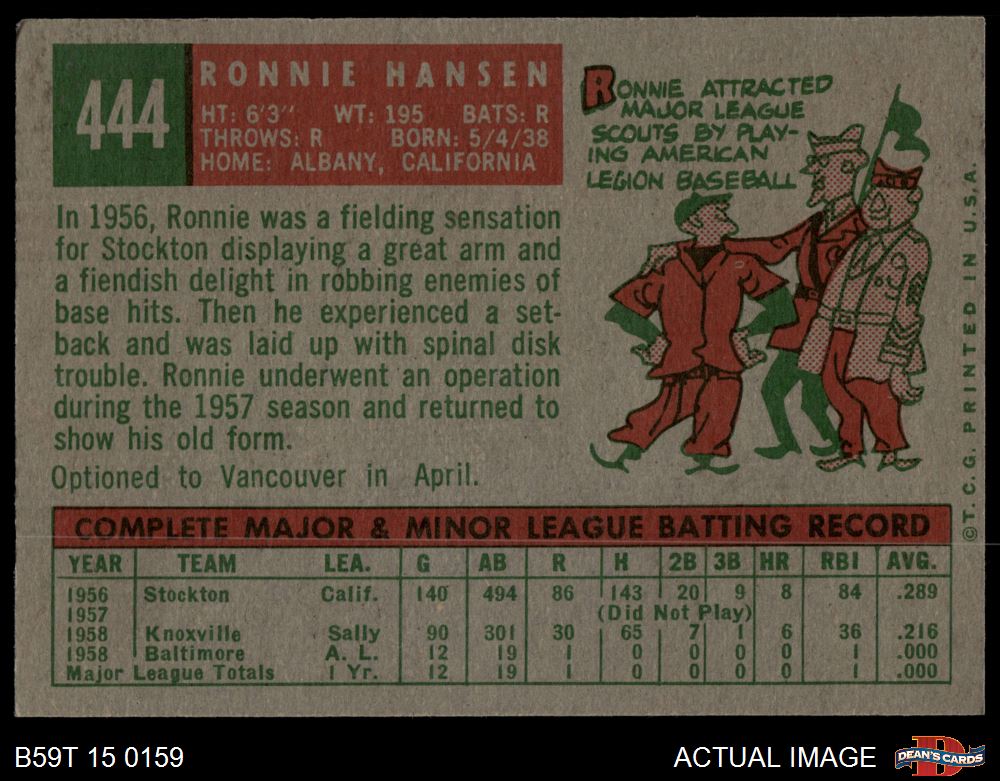 444
RONNIE HANSEN
HT: 6'3" WT: 195 BATS: R
THROWS: R BORN: 5/4/38
HOME: ALBANY, CALIFORNIA
In 1956, Ronnie was a fielding sensation
for Stockton displaying a great arm and
a fiendish delight in robbing enemies of
base hits. Then he experienced a set-
back and was laid up with spinal disk
trouble. Ronnie underwent an operation
during the 1957 season and returned to
show his old form.
Optioned to Vancouver in April.
RONNIE ATTRACTED
MAJOR LEAGUE
SCOUTS BY PLAY-
ING AMERICAN
LEGION BASEBALL
©T.C.G. PRINTED IN U.S.A.
COMPLETE MAJOR & MINOR LEAGUE BATTING RECORD
YEAR TEAM LEA. G AB R H 2B 3B HR RBI AVG.
1956 Stockton Calif. 140 494 86 143 20 9 8 84 .289
1957 (Did Not Play)
1958 Knoxville Sally 90 301 30 65 7 1 6 36 .216
1958 Baltimore A. L. 12 19 1 0 0 0 0 1 .000
Major League Totals 1 Yr. 12 19 1 0 0 0 0 1 .000
B59T 15 0159
ACTUAL IMAGE
D
DEAN'S CARDS